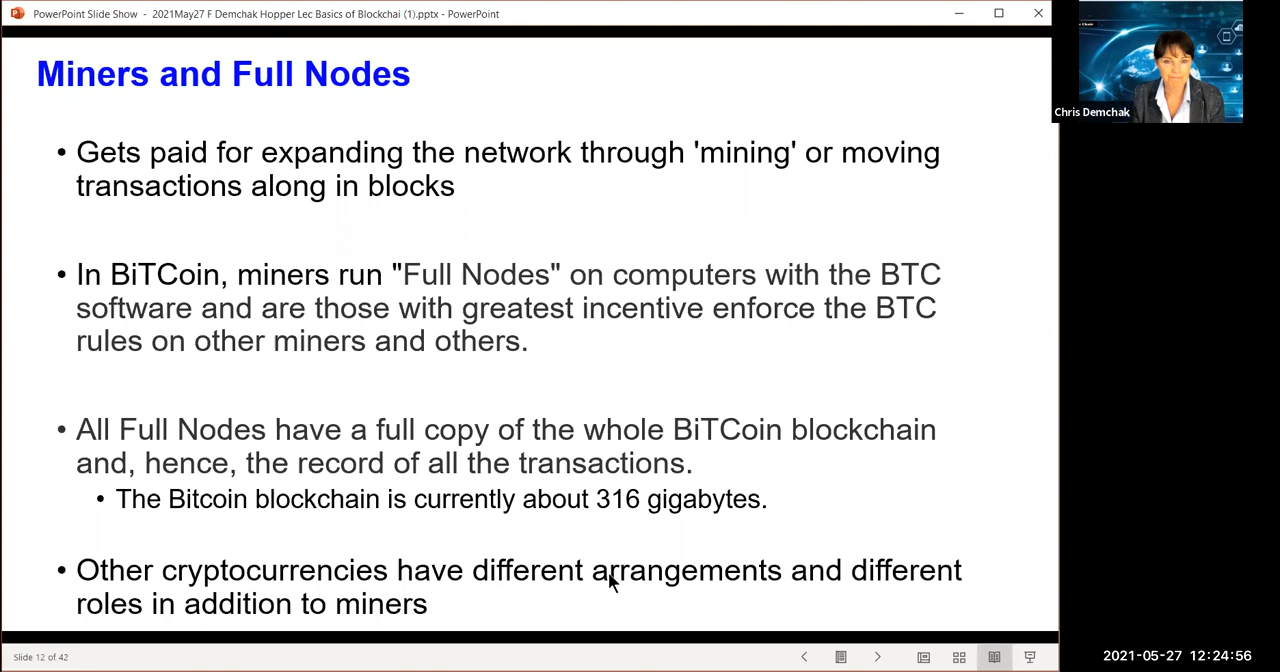 PowerPoint Slide Show - 2021May27 F Demchak Hopper Lec Basics of Blockchai (1).pptx - PowerPoint
Miners and Full Nodes
• Gets paid for expanding the network through 'mining' or moving
transactions along in blocks
• In BiTCoin, miners run "Full Nodes" on computers with the BTC
software and are those with greatest incentive enforce the BTC
rules on other miners and others.
• All Full Nodes have a full copy of the whole BiTCoin blockchain
and, hence, the record of all the transactions.
• The Bitcoin blockchain is currently about 316 gigabytes.
• Other cryptocurrencies have different arrangements and different
roles in addition to miners
Slide 12 of 42
Chris Demchak
2021-05-27 12:24:56